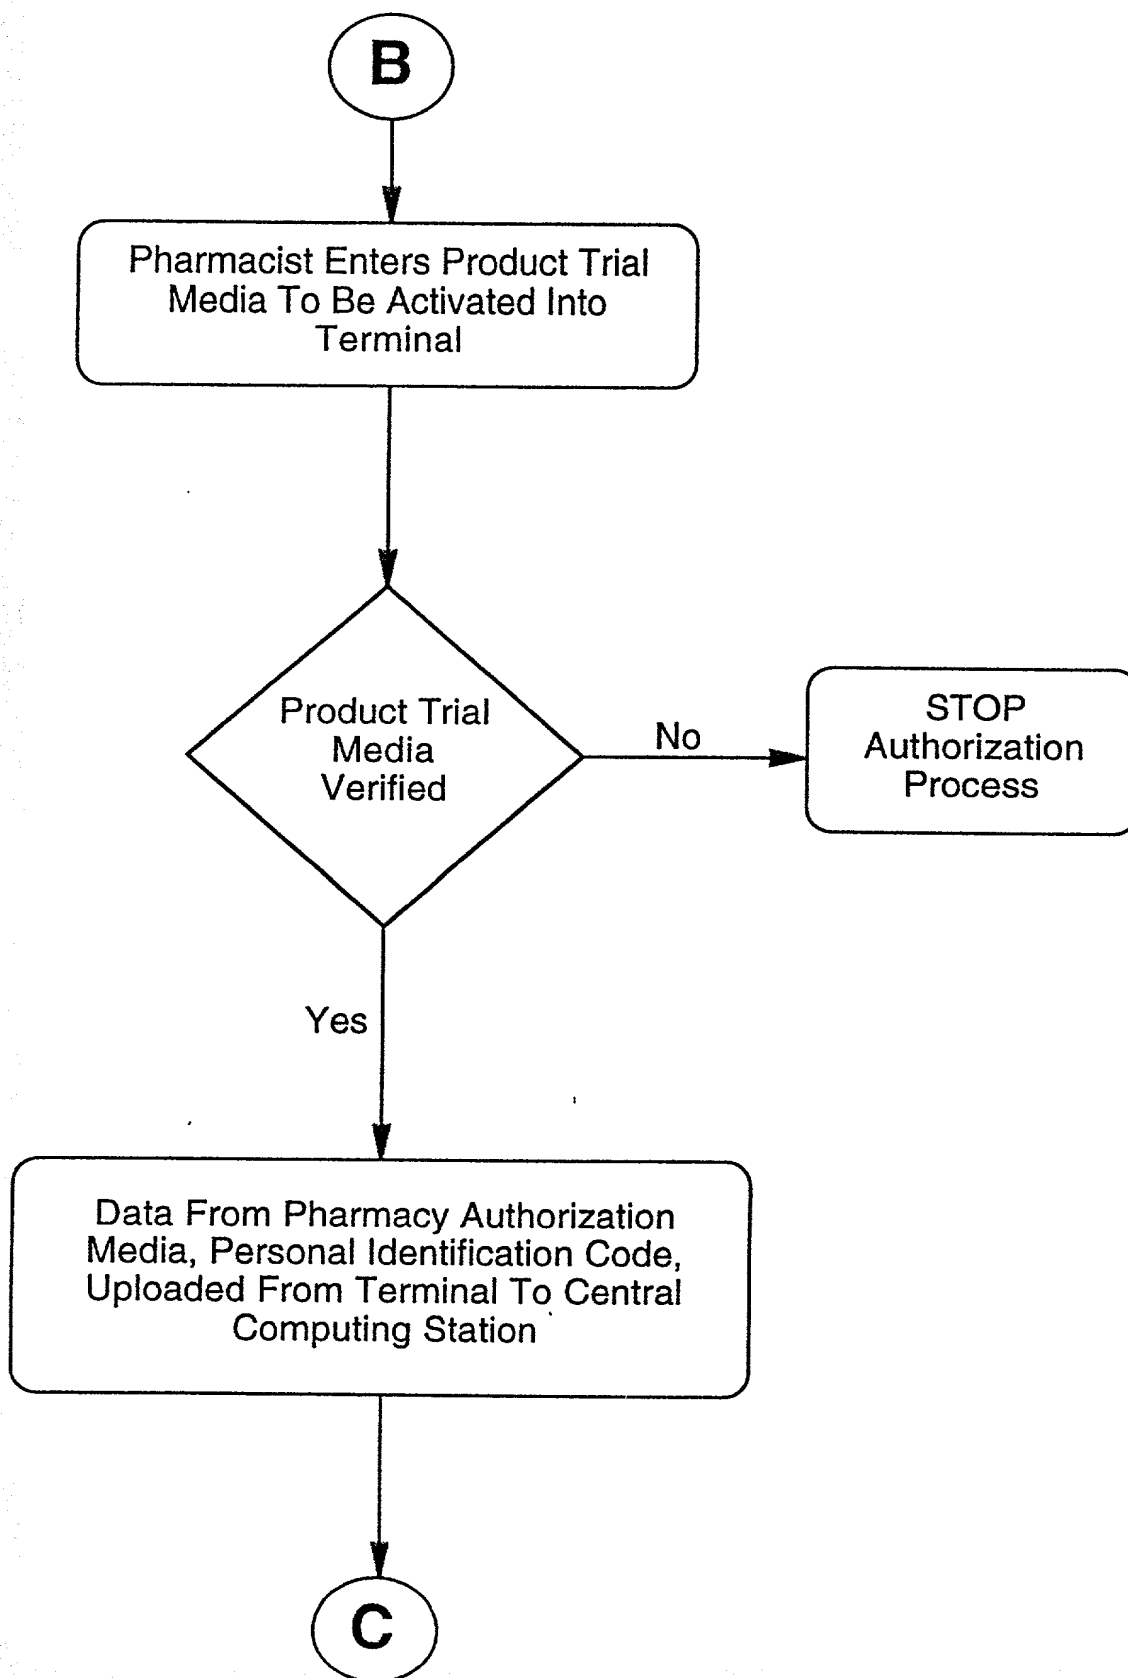 B
Pharmacist Enters Product Trial
Media To Be Activated Into
Terminal
Product Trial
Media
Verified
No
STOP
Authorization
Process
Yes
Data From Pharmacy Authorization
Media, Personal Identification Code,
Uploaded From Terminal To Central
Computing Station
C